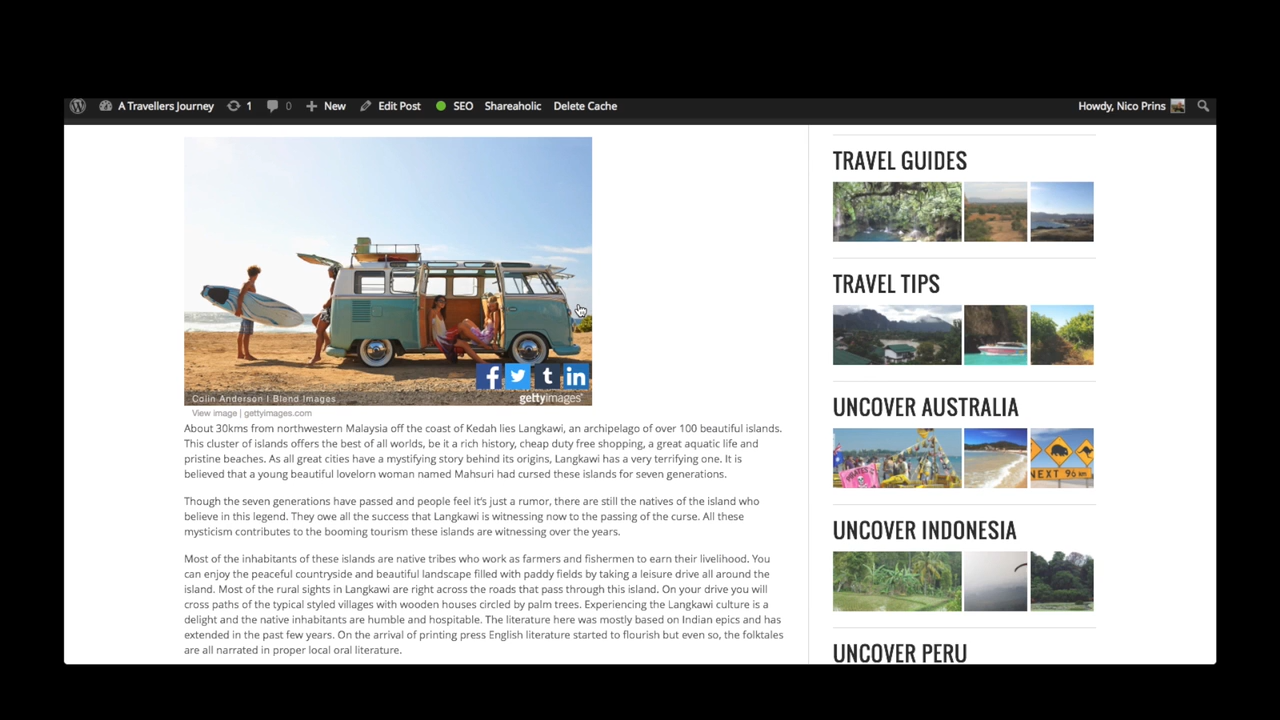 A Travellers Journey 1 0 New Edit Post SEO Shareaholic Delete Cache Howdy, Nico Prins
Colin Anderson | Blend Images
gettyimages®
View image | gettyimages.com
About 30kms from northwestern Malaysia off the coast of Kedah lies Langkawi, an archipelago of over 100 beautiful islands.
This cluster of islands offers the best of all worlds, be it a rich history, cheap duty free shopping, a great aquatic life and
pristine beaches. As all great cities have a mystifying story behind its origins, Langkawi has a very terrifying one. It is
believed that a young beautiful lovelorn woman named Mahsuri had cursed these islands for seven generations.
Though the seven generations have passed and people feel it's just a rumor, there are still the natives of the island who
believe in this legend. They owe all the success that Langkawi is witnessing now to the passing of the curse. All these
mysticism contributes to the booming tourism these islands are witnessing over the years.
Most of the inhabitants of these islands are native tribes who work as farmers and fishermen to earn their livelihood. You
can enjoy the peaceful countryside and beautiful landscape filled with paddy fields by taking a leisure drive all around the
island. Most of the rural sights in Langkawi are right across the roads that pass through this island. On your drive you will
cross paths of the typical styled villages with wooden houses circled by palm trees. Experiencing the Langkawi culture is a
delight and the native inhabitants are humble and hospitable. The literature here was mostly based on Indian epics and has
extended in the past few years. On the arrival of printing press English literature started to flourish but even so, the folktales
are all narrated in proper local oral literature.
TRAVEL GUIDES
TRAVEL TIPS
UNCOVER AUSTRALIA
NEXT 96 km
UNCOVER INDONESIA
UNCOVER PERU